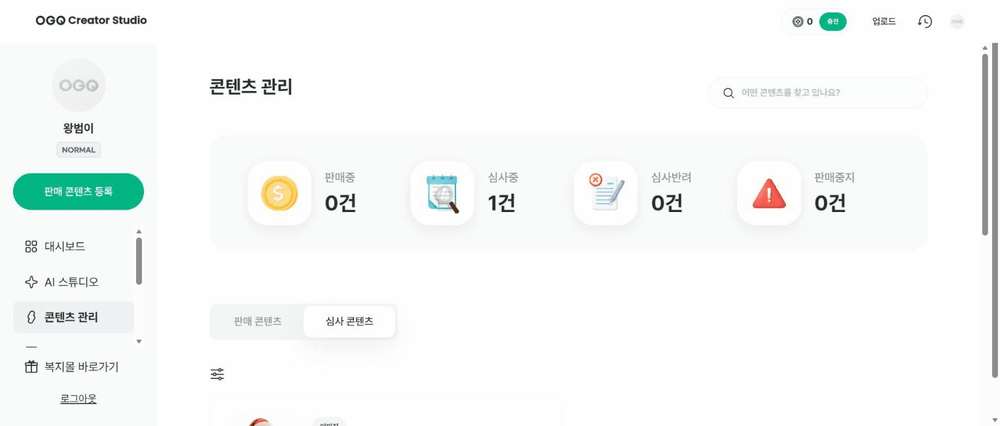 OGQ Creator Studio
0
충전
업로드
OGQ
왕범이
NORMAL
판매 콘텐츠 등록
대시보드
AI 스튜디오
콘텐츠 관리
복지몰 바로가기
로그아웃
콘텐츠 관리
어떤 콘텐츠를 찾고 있나요?
판매중
0건
심사중
1건
심사반려
0건
판매중지
0건
판매 콘텐츠
심사 콘텐츠